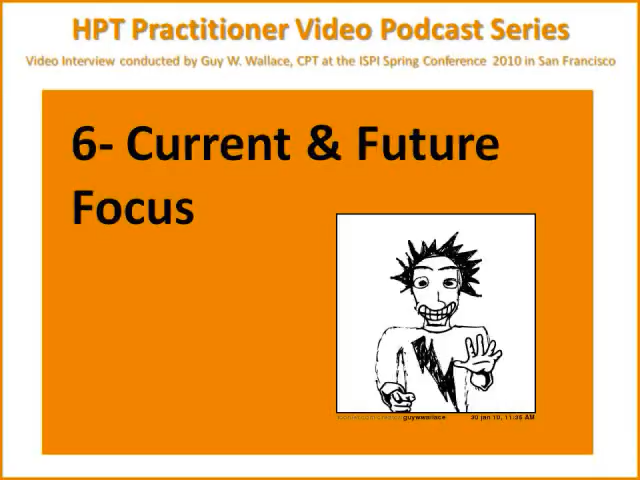 HPT Practitioner Video Podcast Series
Video Interview conducted by Guy W. Wallace, CPT at the ISPI Spring Conference 2010 in San Francisco
6- Current & Future
Focus
guywwallace 30 jan 10, 11:36 AM